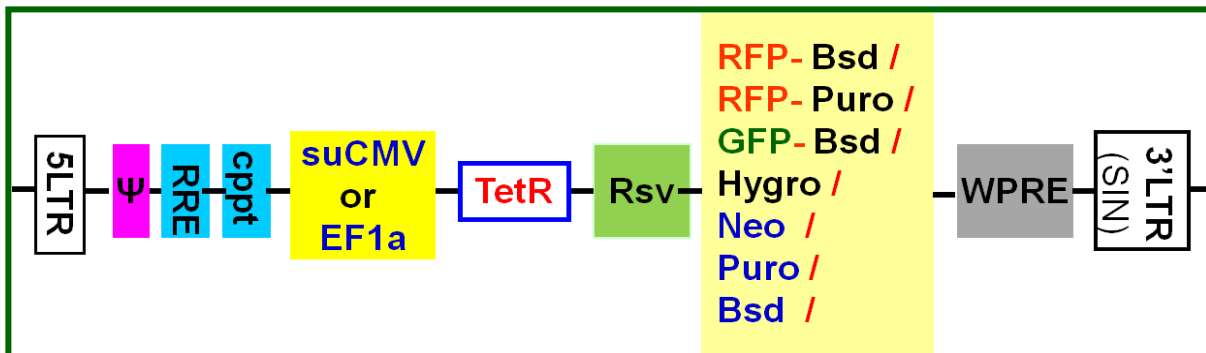 5LTR
Ψ
RRE
cppt
suCMV
or
EF1a
TetR
Rsv
RFP- Bsd /
RFP- Puro /
GFP- Bsd /
Hygro /
Neo /
Puro /
Bsd /
WPRE
3'LTR
(SIN)